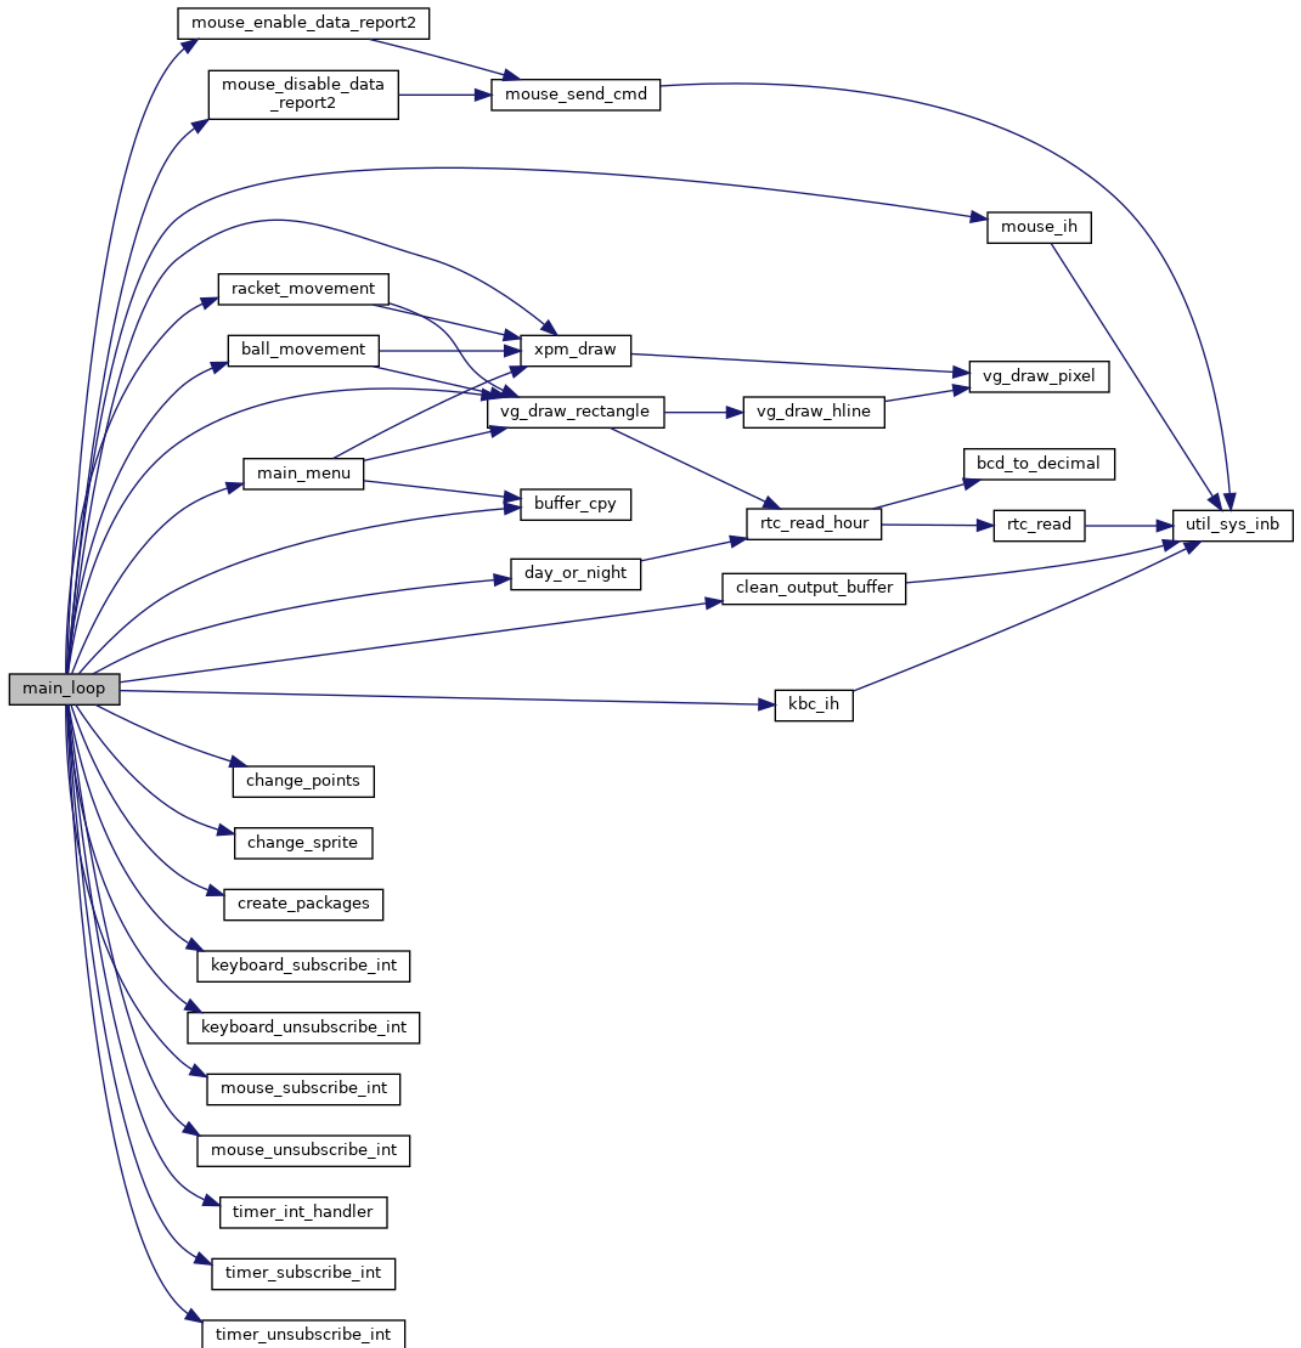 mouse_enable_data_report2
mouse_disable_data
_report2
mouse_send_cmd
mouse_ih
racket_movement
ball_movement
xpm_draw
vg_draw_pixel
vg_draw_rectangle
vg_draw_hline
main_menu
bcd_to_decimal
buffer_cpy
rtc_read_hour
rtc_read
util_sys_inb
day_or_night
clean_output_buffer
main_loop
kbc_ih
change_points
change_sprite
create_packages
keyboard_subscribe_int
keyboard_unsubscribe_int
mouse_subscribe_int
mouse_unsubscribe_int
timer_int_handler
timer_subscribe_int
timer_unsubscribe_int